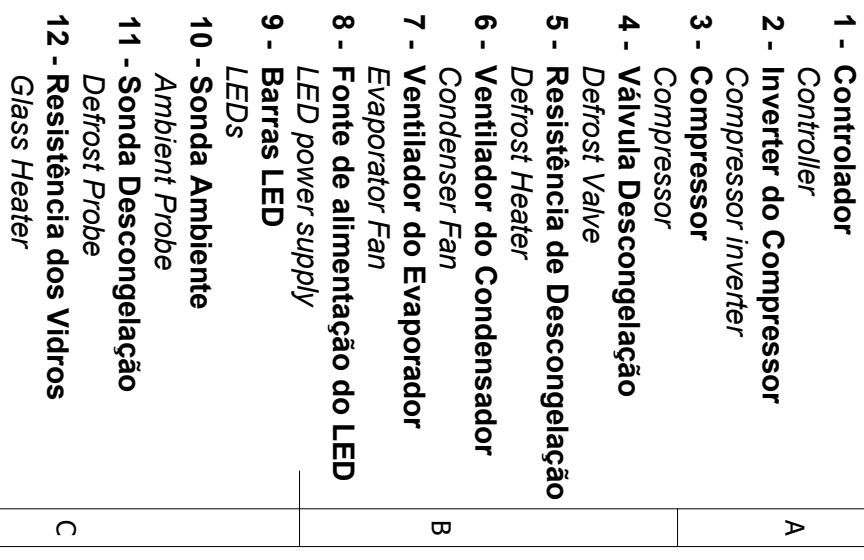 1 - Controlador
Controller
2 - Inverter do Compressor
Compressor inverter
3 - Compressor
Compressor
4 - Válvula Descongelação
Defrost Valve
5 - Resistência de Descongelação
Defrost Heater
6 - Ventilador do Condensador
Condenser Fan
7 - Ventilador do Evaporador
Evaporator Fan
8 - Fonte de alimentação do LED
LED power supply
9 - Barras LED
LEDs
10 - Sonda Ambiente
Ambient Probe
11 - Sonda Descongelação
Defrost Probe
12 - Resistência dos Vidros
Glass Heater
A
B
C